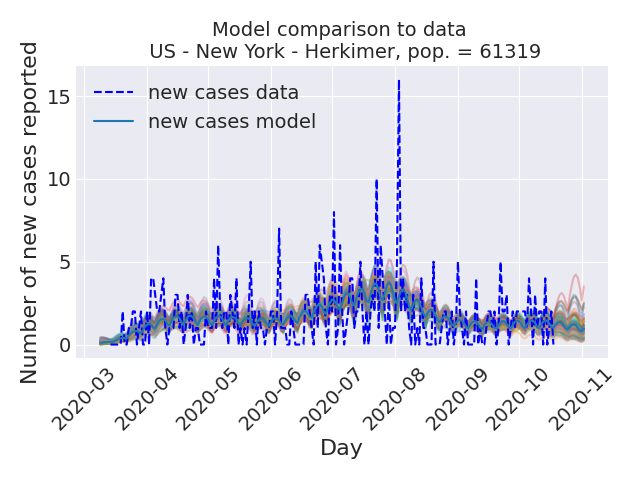 Model comparison to data
US - New York - Herkimer, pop. = 61319
Number of new cases reported
15
10
5
0
new cases data
new cases model
2020-03
2020-04
2020-05
2020-06
2020-07
2020-08
2020-09
2020-10
2020-11
Day